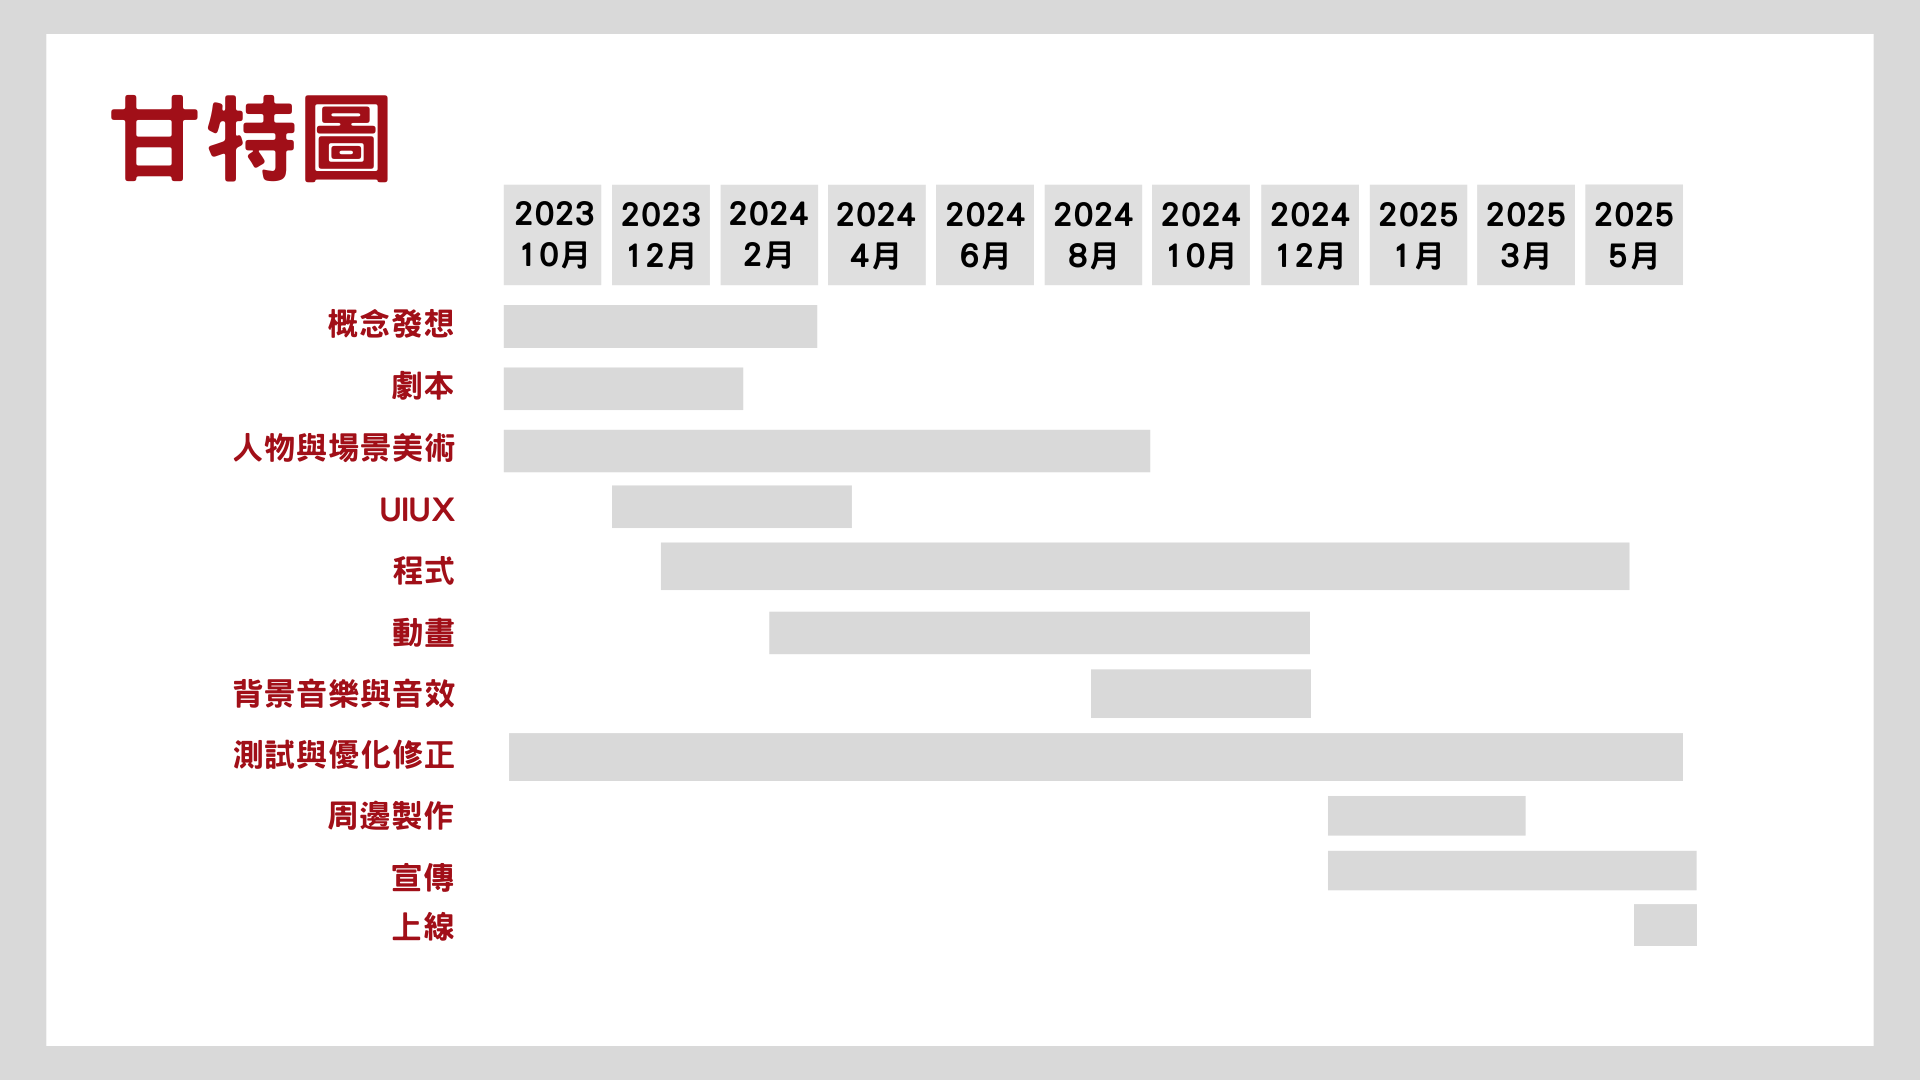 甘特圖
2023
10月
2023
12月
2024
2月
2024
4月
2024
6月
2024
8月
2024
10月
2024
12月
2025
1月
2025
3月
2025
5月
概念發想
劇本
人物與場景美術
UIUX
程式
動畫
背景音樂與音效
測試與優化修正
周邊製作
宣傳
上線